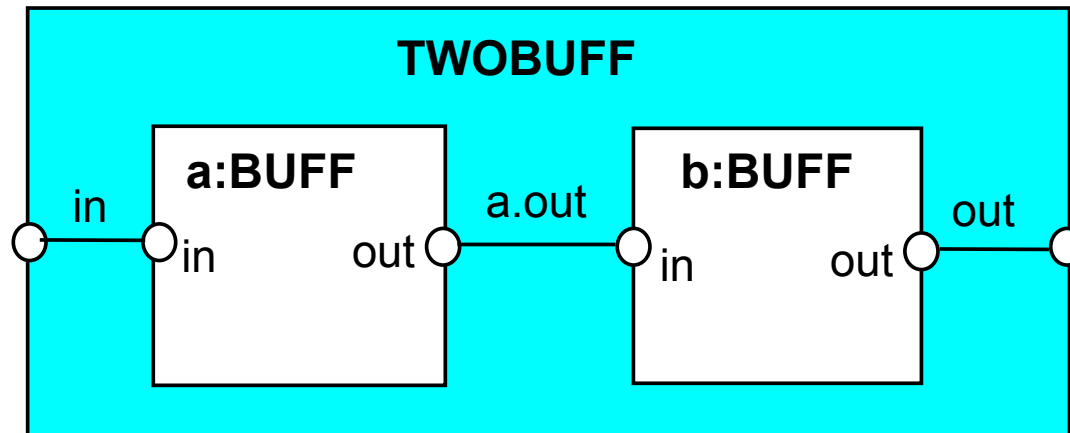 TWOBUFF
a:BUFF
b:BUFF
in
a.out
out
in
out
in
out